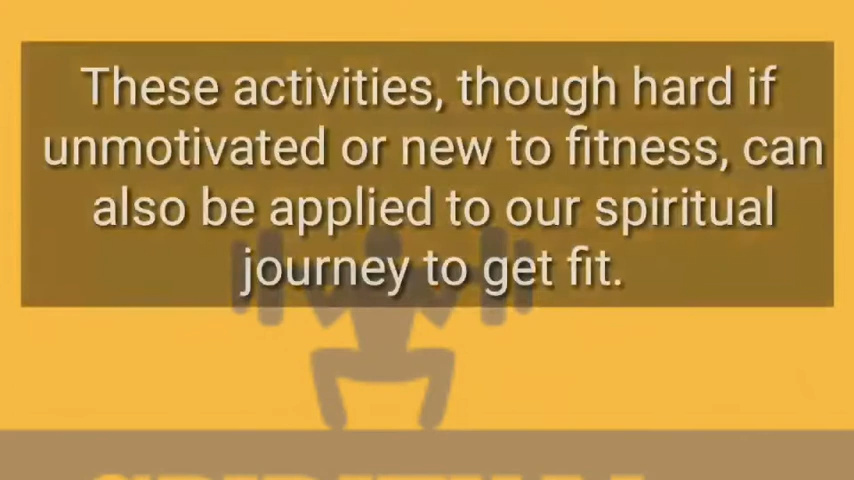 These activities, though hard if
unmotivated or new to fitness, can
also be applied to our spiritual
journey to get fit.